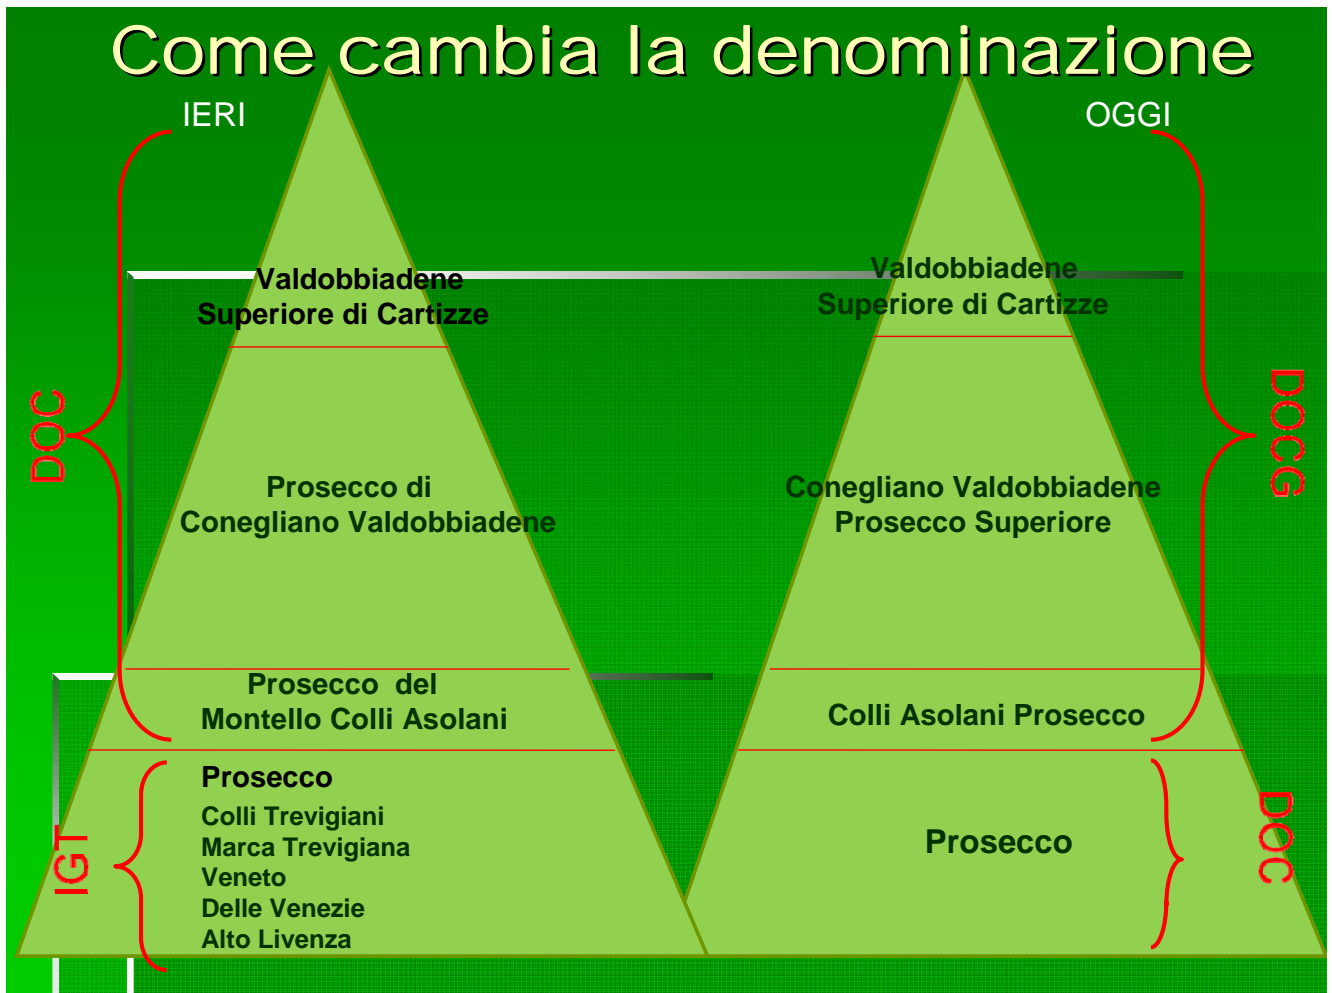 Come cambia la denominazione
IERI
DOC
Valdobbiadene
Superiore di Cartizze
Prosecco di
Conegliano Valdobbiadene
Prosecco del
Montello Colli Asolani
IGT
Prosecco
Colli Trevigiani
Marca Trevigiana
Veneto
Delle Venezie
Alto Livenza
OGGI
DOCG
Valdobbiadene
Superiore di Cartizze
Conegliano Valdobbiadene
Prosecco Superiore
Colli Asolani Prosecco
Prosecco
DOC